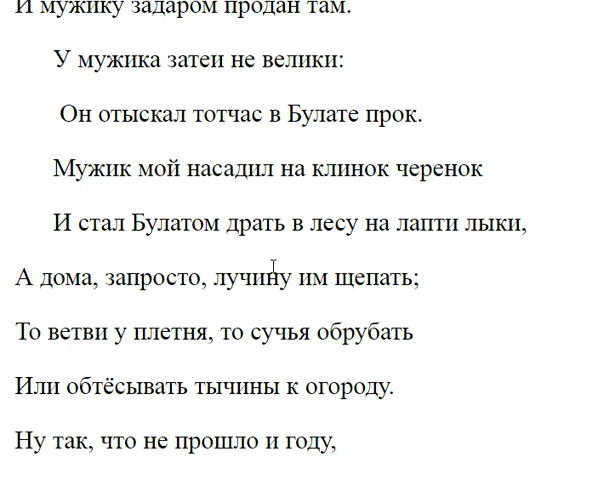 И мужику задаром продан там.
У мужика затеи не велики:
Он отыскал тотчас в Булате прок.
Мужик мой насадил на клинок черенок
И стал Булатом драть в лесу на лапти лыки,
А дома, запросто, лучину им щепать;
То ветви у плетня, то сучья обрубать
Или обтёсывать тычины к огороду.
Ну так, что не прошло и году,